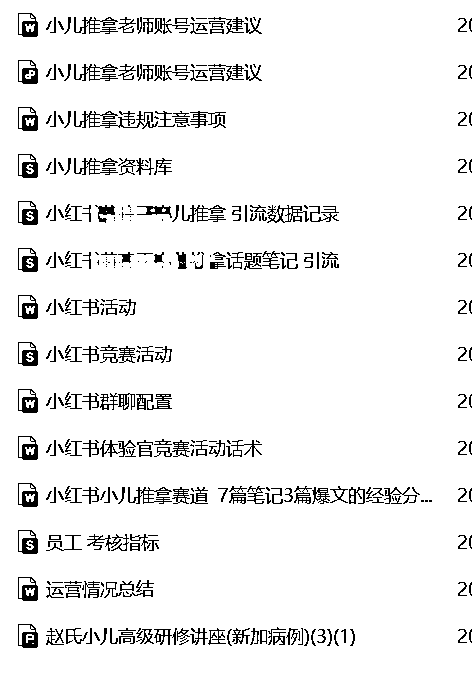 小儿推拿老师账号运营建议 20
小儿推拿老师账号运营建议 20
小儿推拿违规注意事项 20
小儿推拿资料库 20
小红书 儿推拿 引流数据记录 20
小红书 拿话题笔记 引流 20
小红书活动 20
小红书竞赛活动 20
小红书群聊配置 20
小红书体验官竞赛活动话术 20
小红书小儿推拿赛道 7篇笔记3篇爆文的经验分... 20
员工 考核指标 20
运营情况总结 20
赵氏小儿高级研修讲座(新加病例)(3)(1) 20